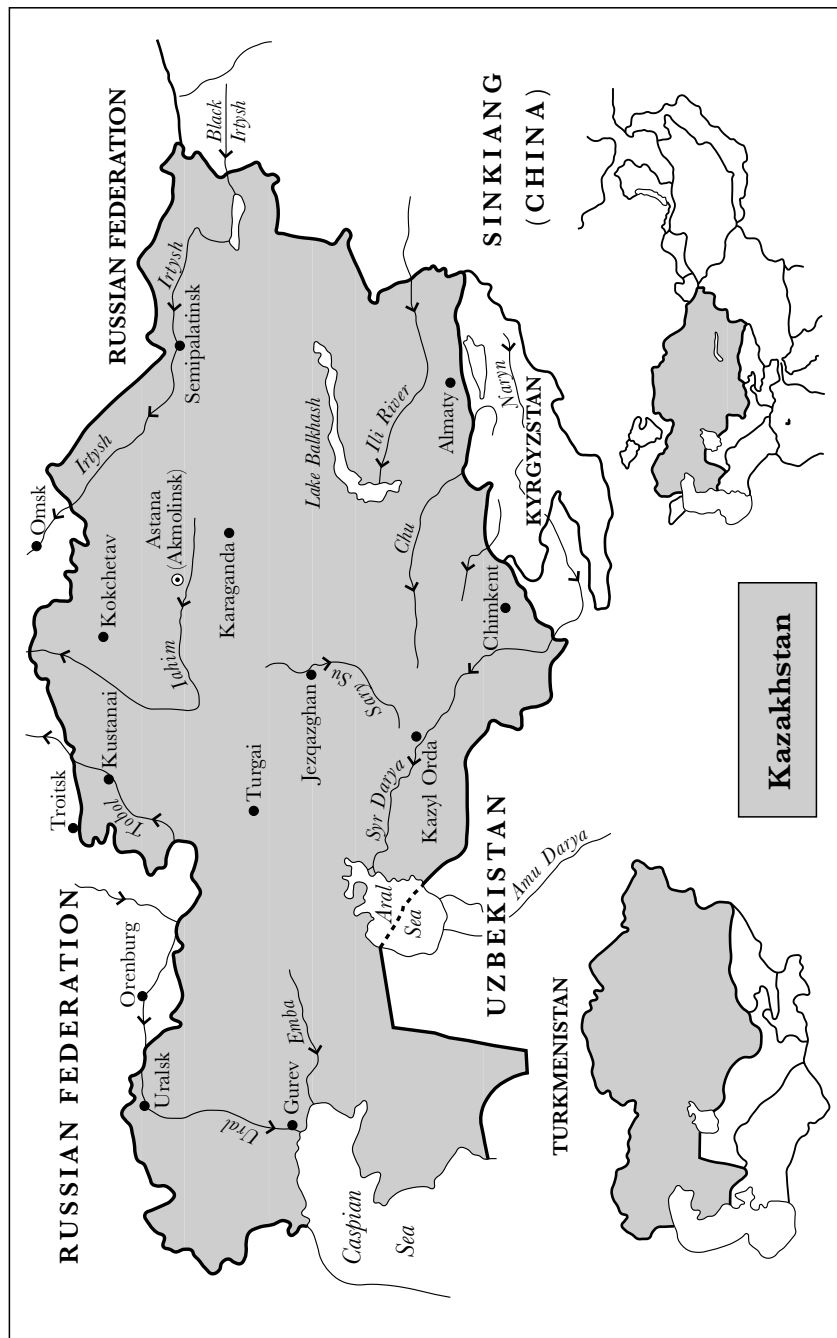 RUSSIAN FEDERATION
RUSSIAN FEDERATION
Troitsk
Omsk
Orenburg
Uralsk
Kustanai
Kokchetav
Tobol
Astana
(Akmolinsk)
Irtysh
Irtysh
Black
Irtysh
Semipalatinsk
Iahim
Karaganda
Turgai
Ural
Gurev
Emba
Jezqazghan
Sary Su
Lake Balkhash
Ili River
Caspian
Sea
Aral
Sea
Syr Darya
Kazyl Orda
Chu
Almaty
Chimkent
Naryn
KYRGYZSTAN
UZBEKISTAN
Amu Darya
SINKIANG
(CHINA)
TURKMENISTAN
Kazakhstan